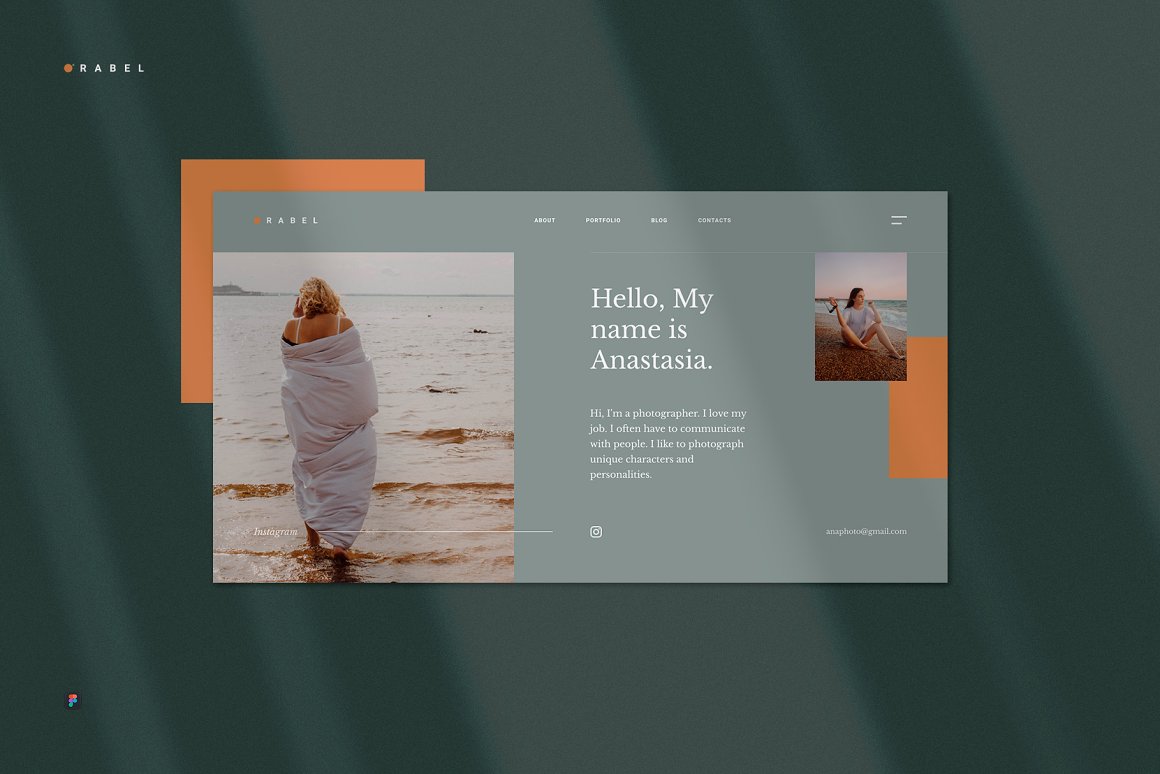 RABEL
RABEL
ABOUT PORTFOLIO BLOG CONTACTS
Hello, My
name is
Anastasia.
Hi, I'm a photographer. I love my
job. I often have to communicate
with people. I like to photograph
unique characters and
personalities.
Instagram
anaphoto@gmail.com